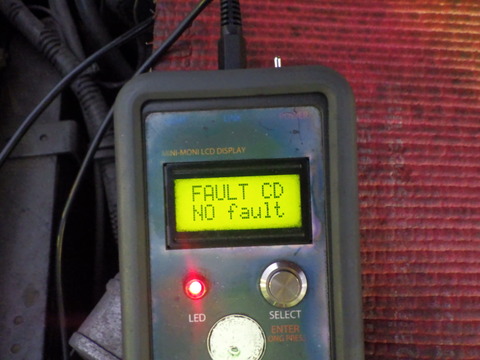 MINI-MONI LCD DISPLAY
FAULT CD
NO fault
LED
SELECT
ENTER